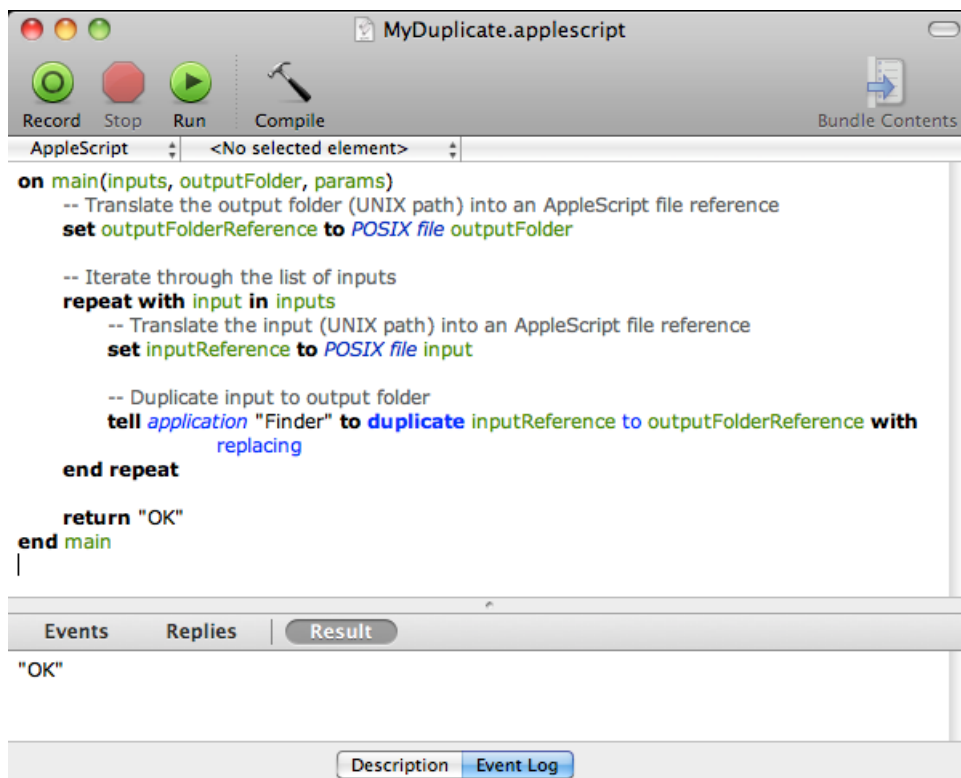 MyDuplicate.applescript
Record Stop Run Compile Bundle Contents
AppleScript <No selected element>
on main(inputs, outputFolder, params)
-- Translate the output folder (UNIX path) into an AppleScript file reference
set outputFolderReference to POSIX file outputFolder
-- Iterate through the list of inputs
repeat with input in inputs
-- Translate the input (UNIX path) into an AppleScript file reference
set inputReference to POSIX file input
-- Duplicate input to output folder
tell application "Finder" to duplicate inputReference to outputFolderReference with
replacing
end repeat
return "OK"
end main
Events Replies Result
"OK"
Description Event Log